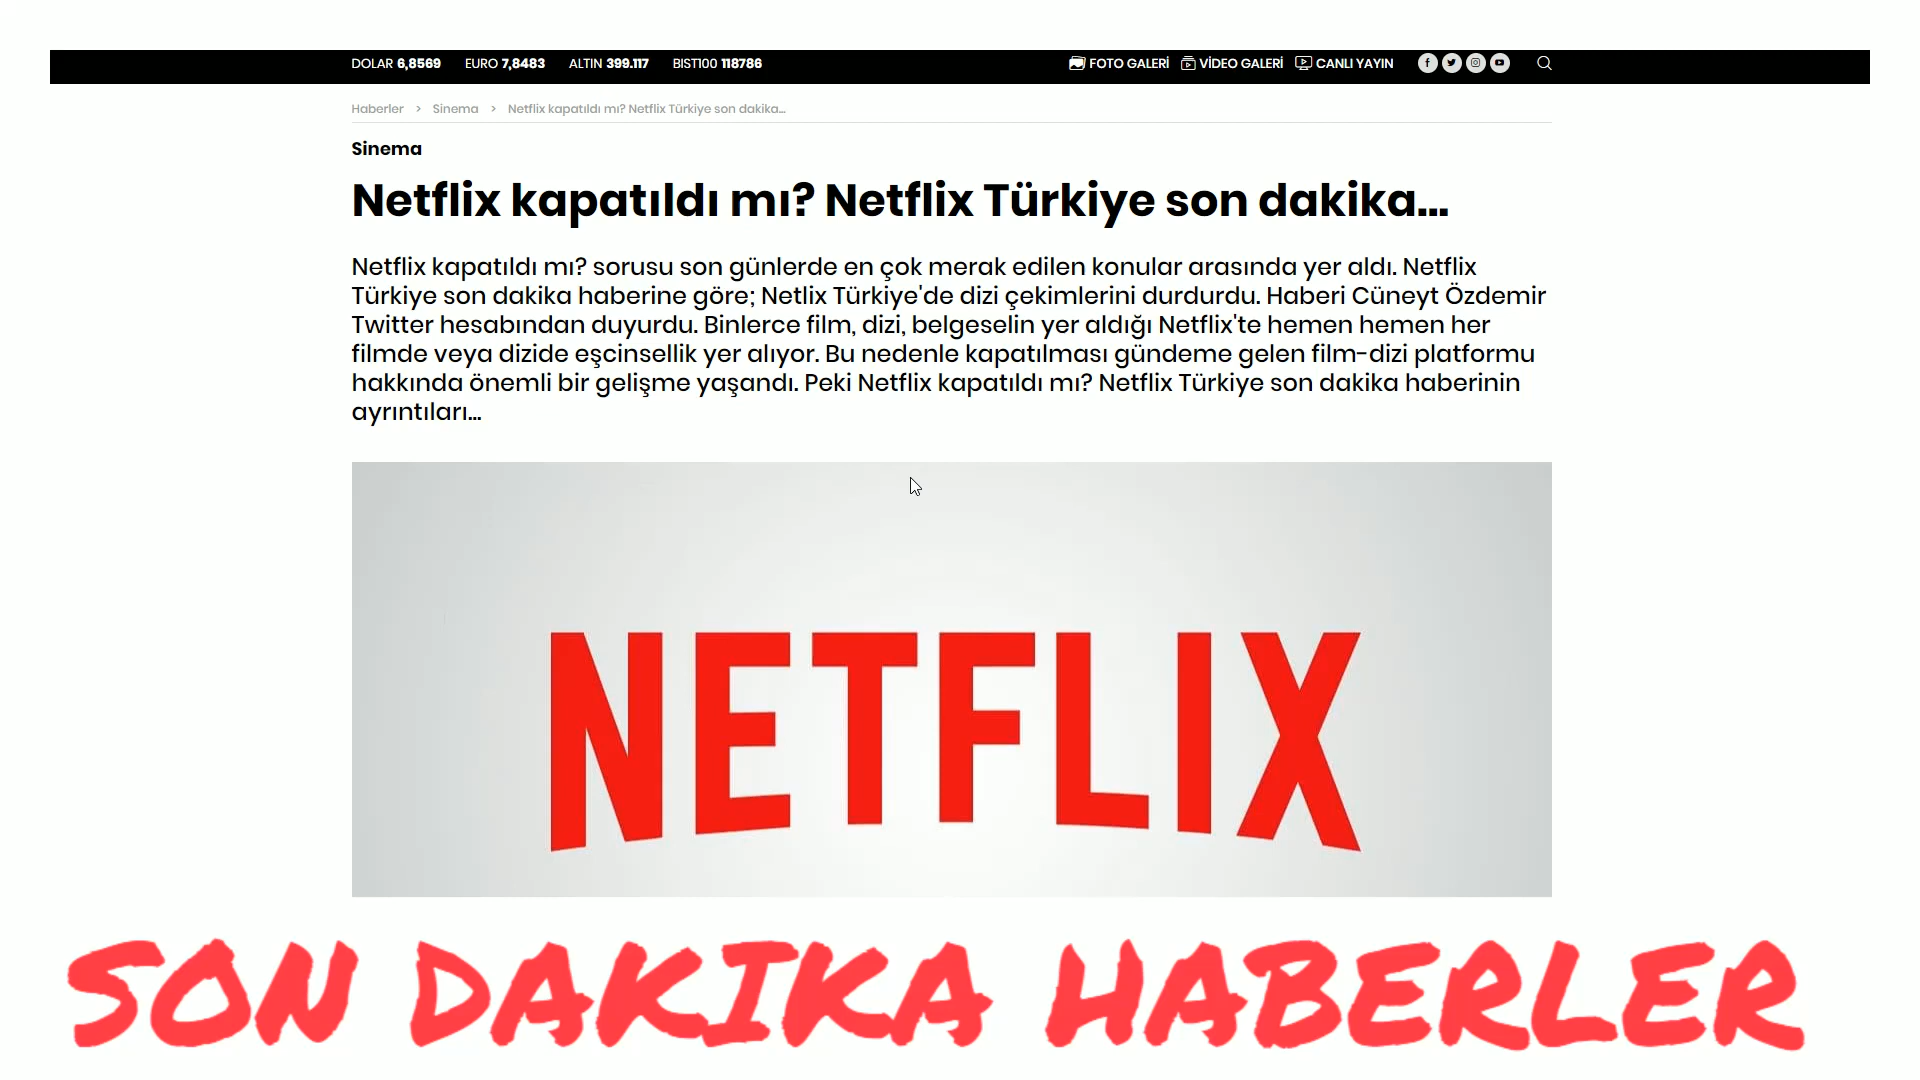 DOLAR 6,8569 EURO 7,8483 ALTIN 399.117 BIST100 118786 FOTO GALERİ VİDEO GALERİ CANLI YAYIN
Haberler > Sinema > Netflix kapatıldı mı? Netflix Türkiye son dakika...
Sinema
Netflix kapatıldı mı? Netflix Türkiye son dakika...
Netflix kapatıldı mı? sorusu son günlerde en çok merak edilen konular arasında yer aldı. Netflix
Türkiye son dakika haberine göre; Netlix Türkiye'de dizi çekimlerini durdurdu. Haberi Cüneyt Özdemir
Twitter hesabından duyurdu. Binlerce film, dizi, belgeselin yer aldığı Netflix'te hemen hemen her
filmde veya dizide eşcinsellik yer alıyor. Bu nedenle kapatılması gündeme gelen film-dizi platformu
hakkında önemli bir gelişme yaşandı. Peki Netflix kapatıldı mı? Netflix Türkiye son dakika haberinin
ayrıntıları...
NETFLIX
SON DAKIKA HABERLER